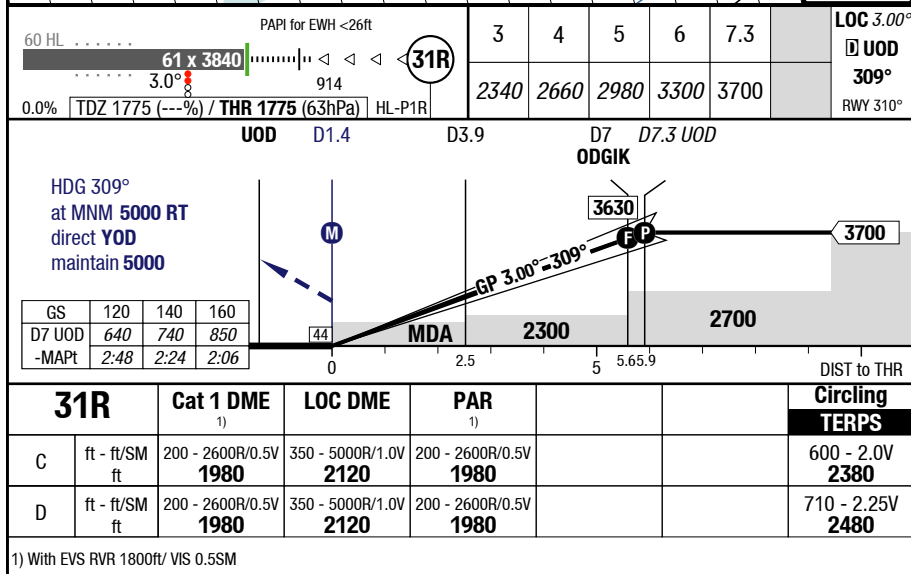 60 HL
PAPI for EWH <26ft
61 x 3840
31R
3.0°
914
0.0%
TDZ 1775 (---%) / THR 1775 (63hPa)
HL-P1R
3 4 5 6 7.3
2340 2660 2980 3300 3700
LOC 3.00°
D UOD
309°
RWY 310°
UOD D1.4 D3.9 D7 D7.3 UOD
ODGIK
HDG 309°
at MNM 5000 RT
direct YOD
maintain 5000
M
3630
F P
3700
GP 3.00° - 309°
44
MDA
2300
2700
GS 120 140 160
D7 UOD 640 740 850
-MAPt 2:48 2:24 2:06
0 2.5 5 5.65.9
DIST to THR
31R Cat 1 DME LOC DME PAR Circling
1) 1) TERPS
C ft - ft/SM 200 - 2600R/0.5V 350 - 5000R/1.0V 200 - 2600R/0.5V 600 - 2.0V
ft 1980 2120 1980 2380
D ft - ft/SM 200 - 2600R/0.5V 350 - 5000R/1.0V 200 - 2600R/0.5V 710 - 2.25V
ft 1980 2120 1980 2480
1) With EVS RVR 1800ft/ VIS 0.5SM